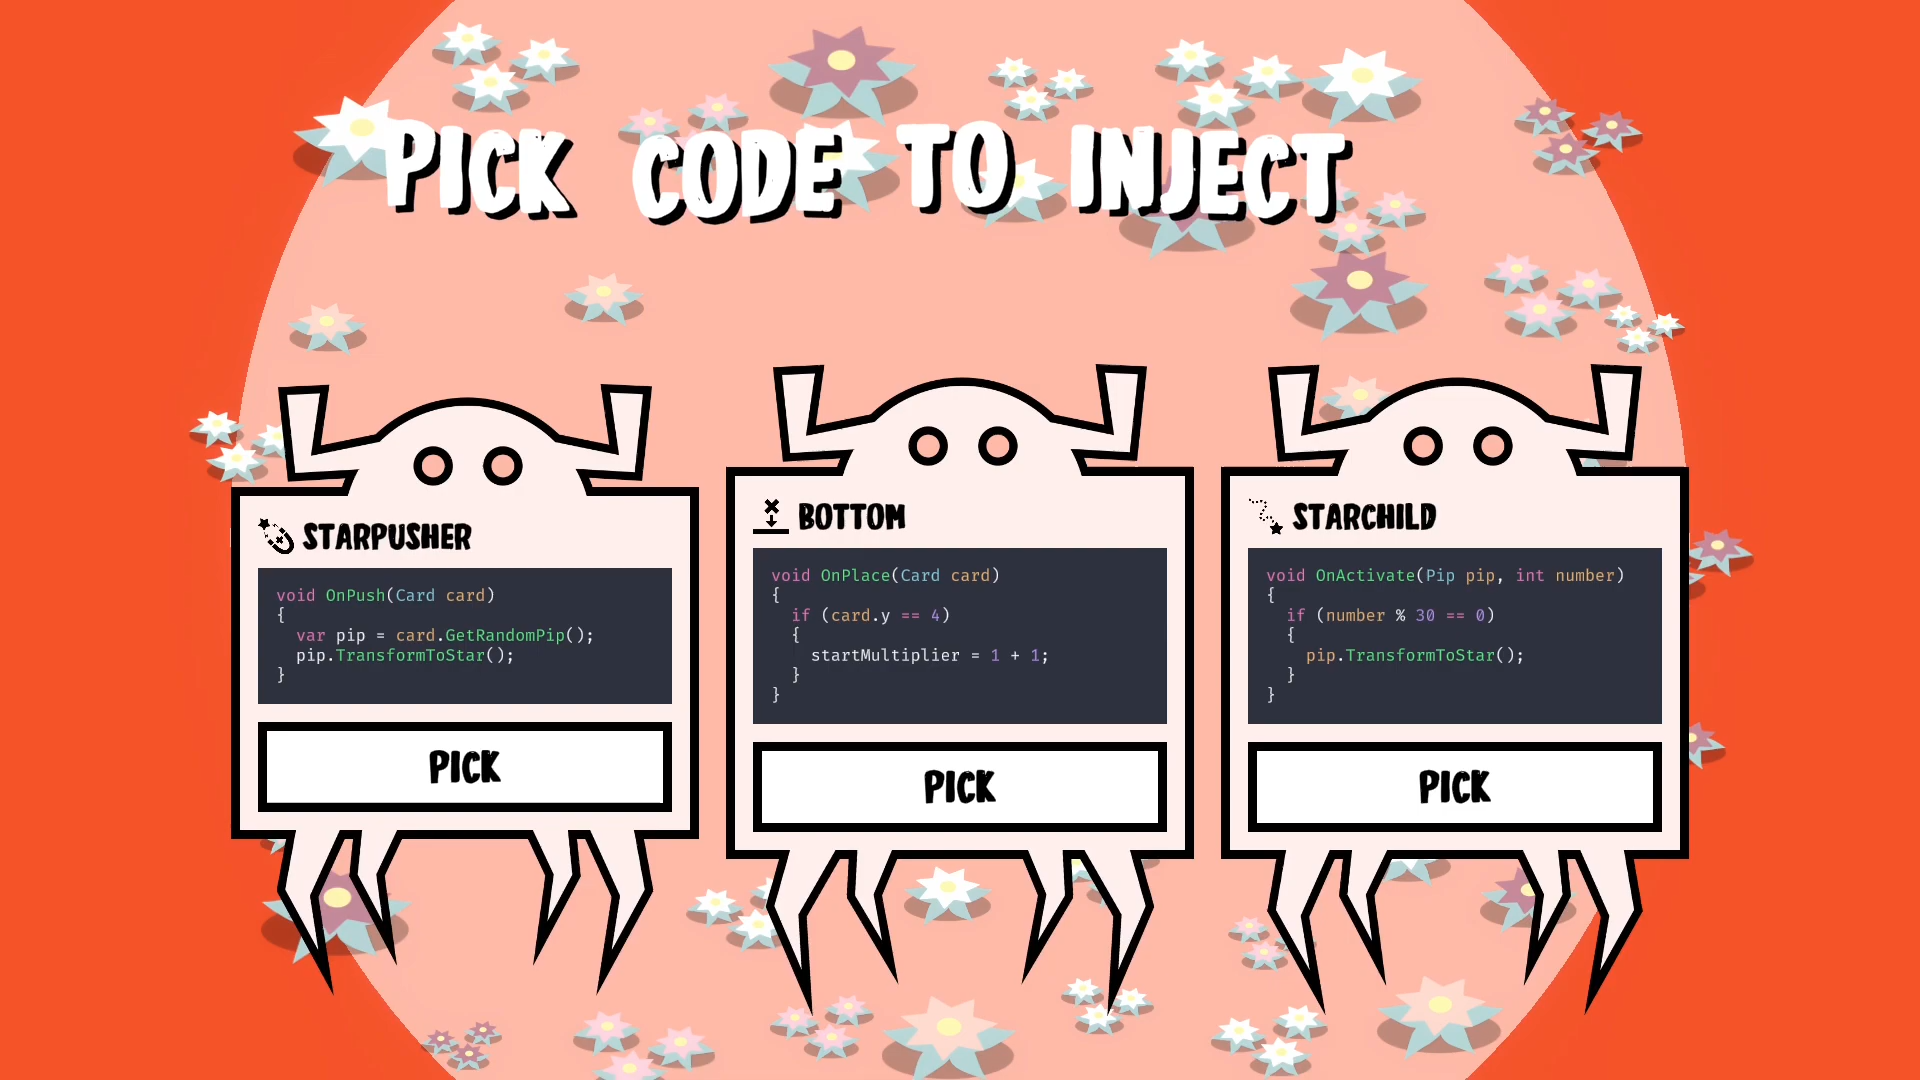 PICK CODE TO INJECT
STARPUSHER
void OnPush(Card card)
{
  var pip = card.GetRandomPip();
  pip.TransformToStar();
}
PICK
BOTTOM
void OnPlace(Card card)
{
  if (card.y == 4)
  {
    startMultiplier = 1 + 1;
  }
}
PICK
STARCHILD
void OnActivate(Pip pip, int number)
{
  if (number % 30 == 0)
  {
    pip.TransformToStar();
  }
}
PICK